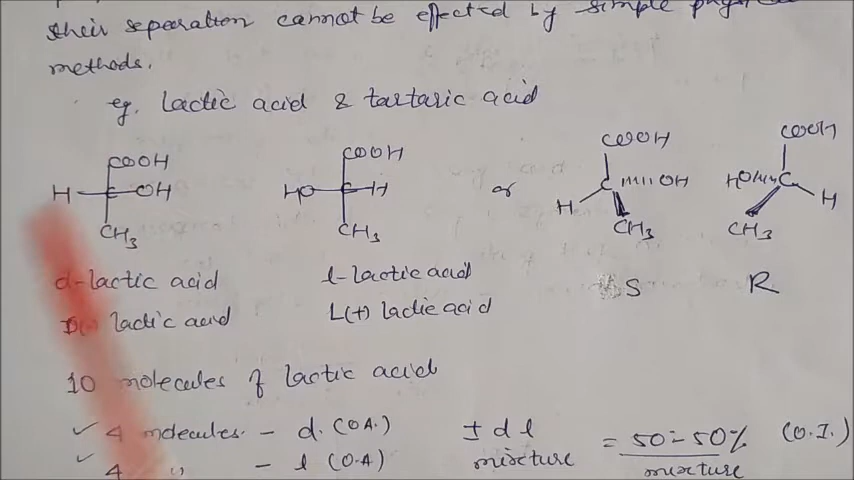 their separation cannot be effected by simple
methods.
eg. lactic acid & tartaric acid
COOH COOH COOH COOH
H C OH HO C H or C OH HO C
H H
CH3 CH3 CH3 CH3
d-lactic acid l-lactic acid S R
lactic acid L(+) lactic acid
10 molecules of lactic acid
✓ 4 molecules - d. (OA.) ± d l = 50-50% (O.I.)
✓ 4 " - l (O.A) mixture mixture